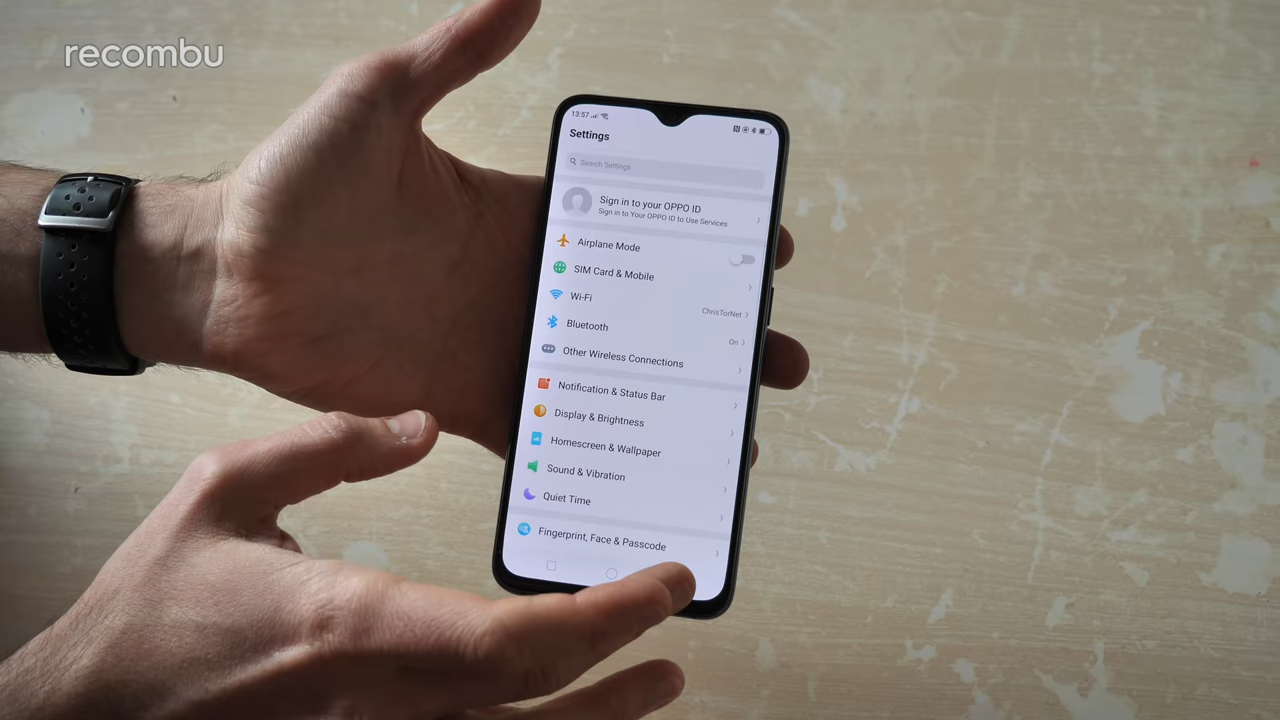 recombu
13:57
Settings
Search Settings
Sign in to your OPPO ID
Sign in to Your OPPO ID to Use Services
Airplane Mode
SIM Card & Mobile
Wi-Fi
ChrisTorNet
Bluetooth
On
Other Wireless Connections
Notification & Status Bar
Display & Brightness
Homescreen & Wallpaper
Sound & Vibration
Quiet Time
Fingerprint, Face & Passcode